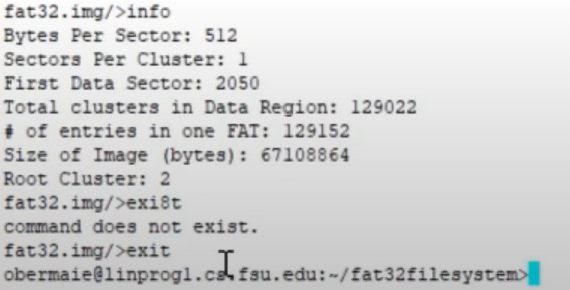 fat32.img/>info
Bytes Per Sector: 512
Sectors Per Cluster: 1
First Data Sector: 2050
Total clusters in Data Region: 129022
# of entries in one FAT: 129152
Size of Image (bytes): 67108864
Root Cluster: 2
fat32.img/>exi8t
command does not exist.
fat32.img/>exit
obermaie@linprog1.cs.fsu.edu:~/fat32filesystem>